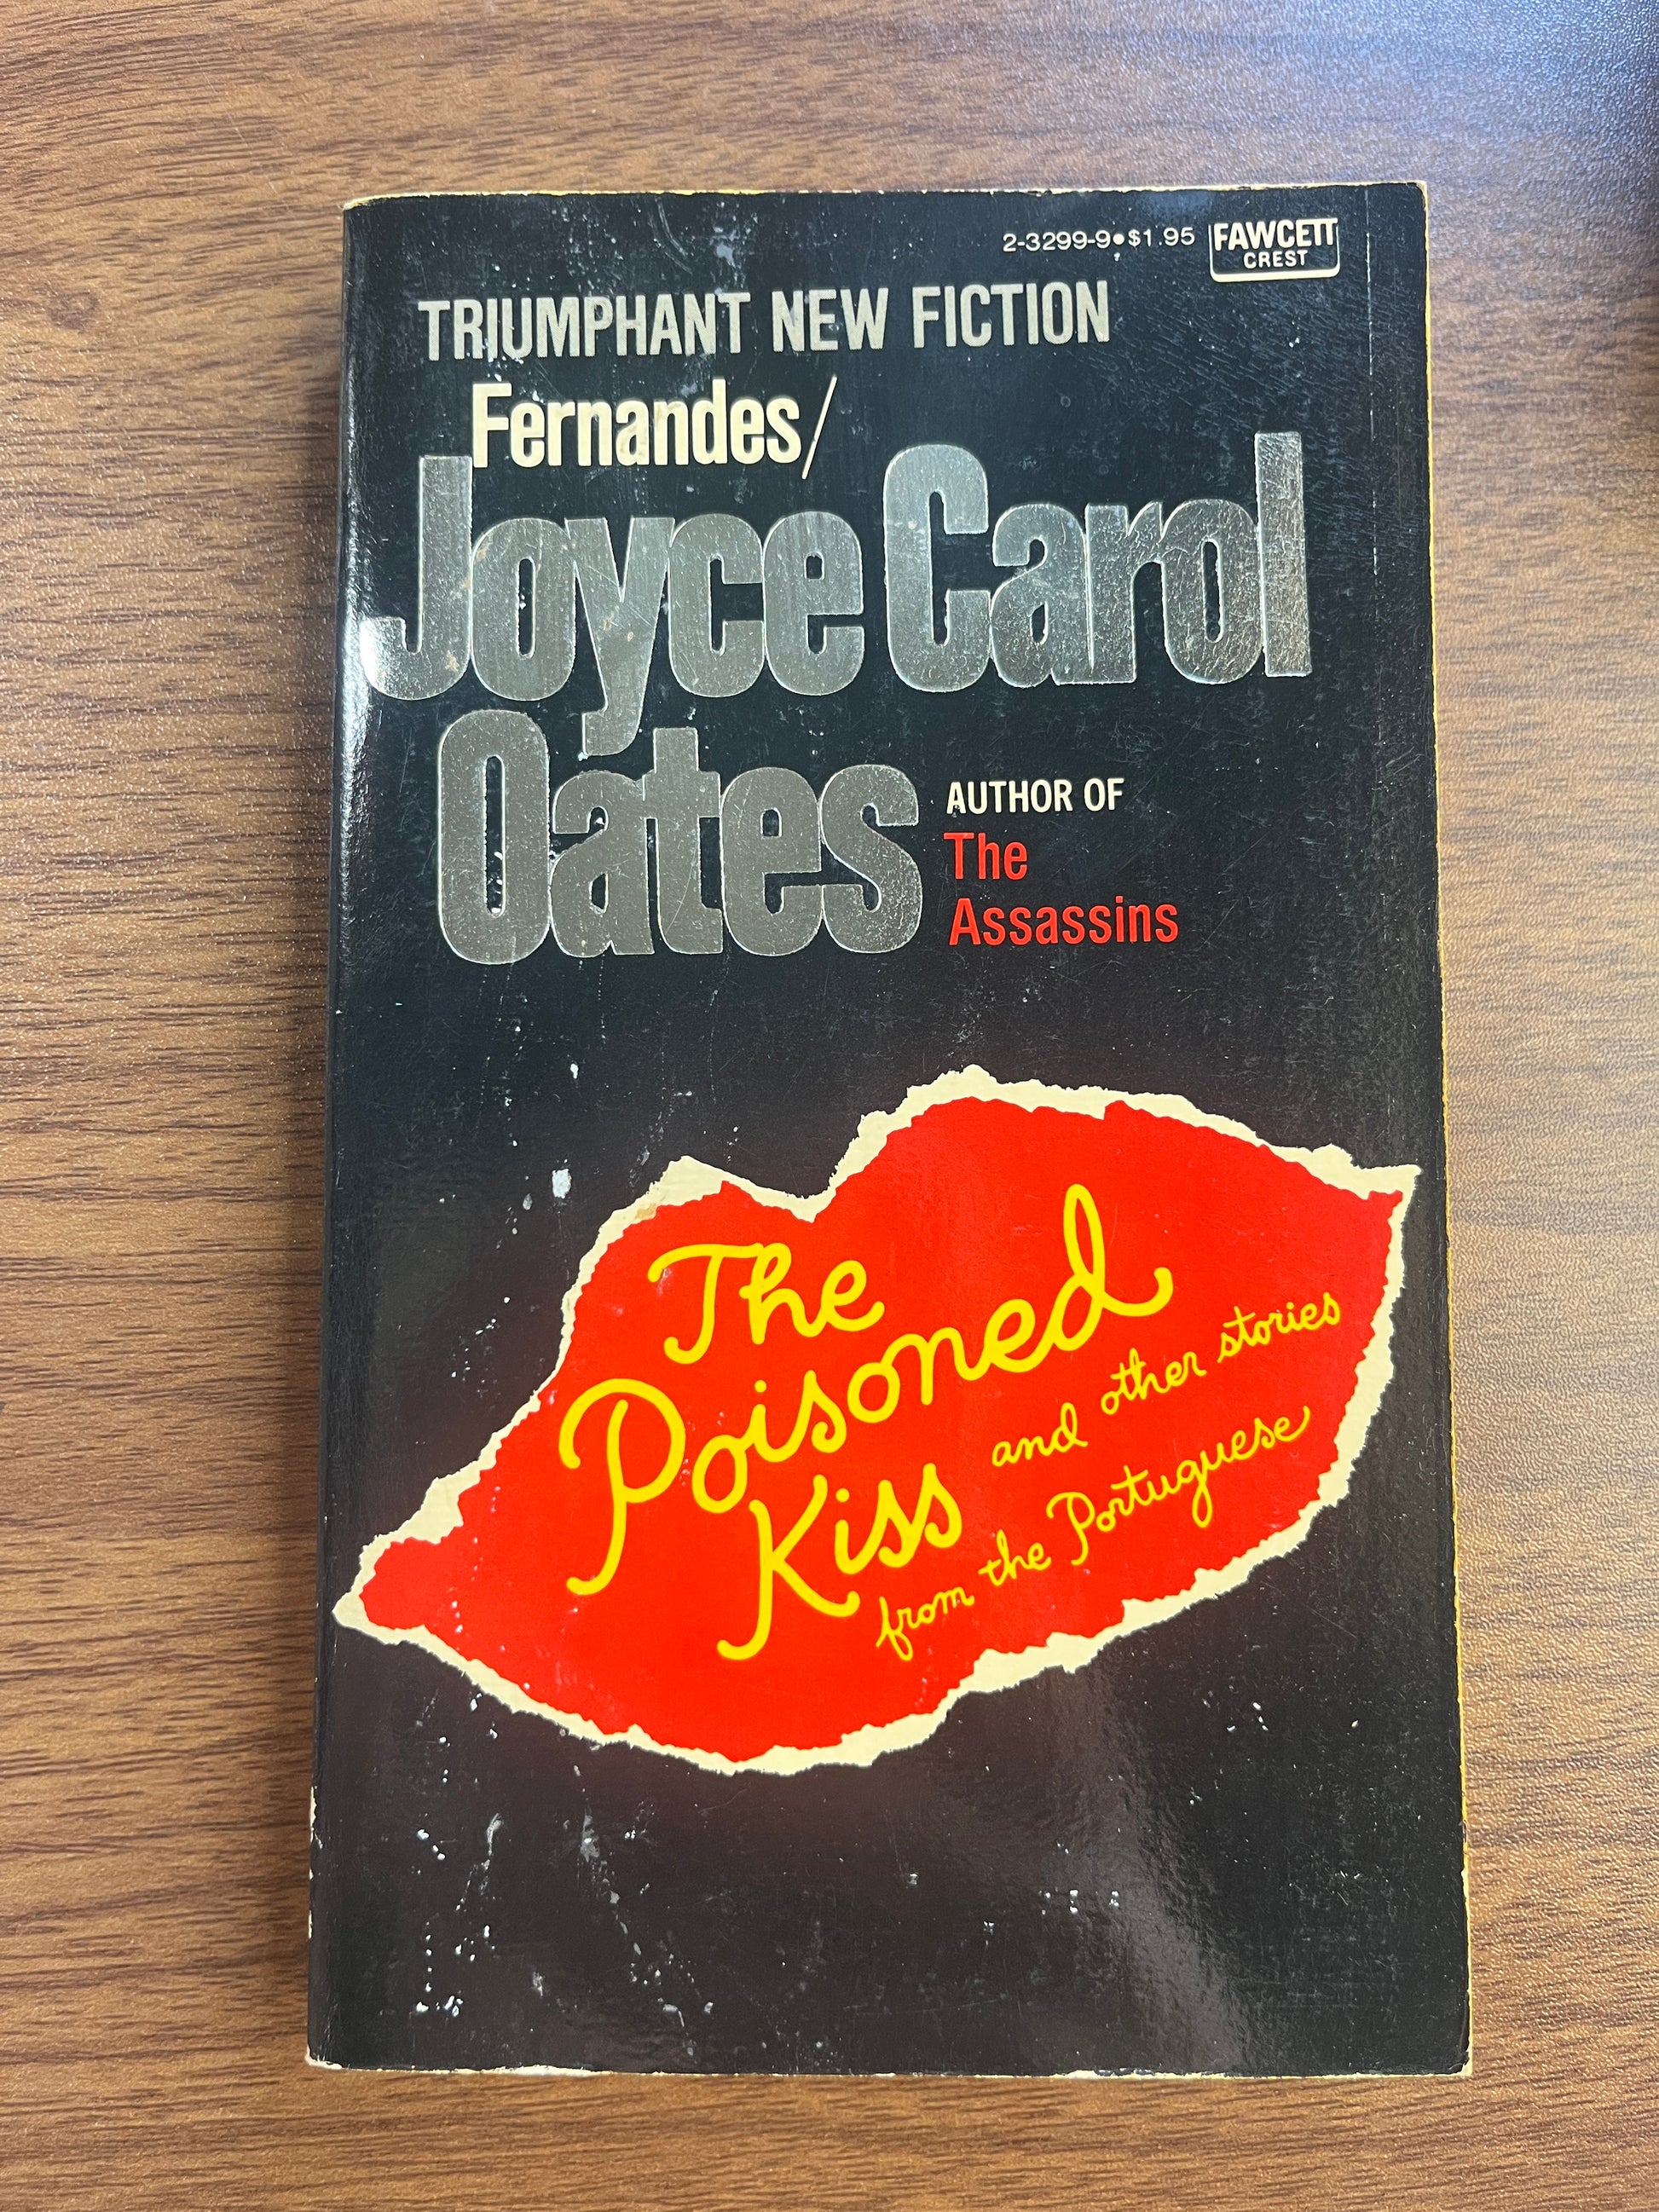 2-3299-9•$1.95 FAWCETT
CREST
TRIUMPHANT NEW FICTION
Fernandes/
Joyce Carol
Oates
AUTHOR OF
The
Assassins
The
Poisoned
Kiss
and other stories
from the Portuguese